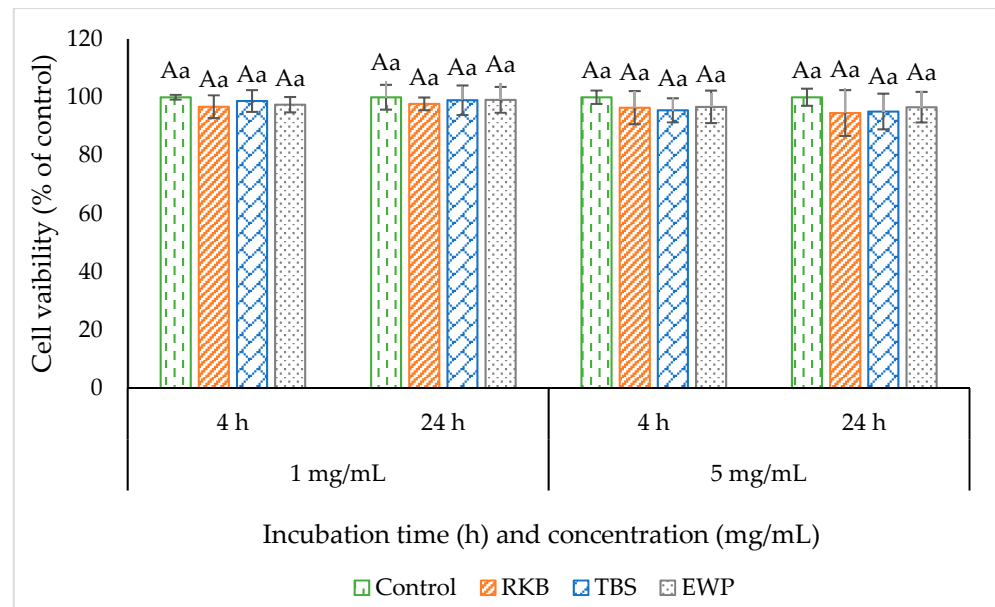 120
100
80
60
40
20
0
Cell vaibility (% of control)
Aa Aa Aa Aa Aa Aa Aa Aa Aa Aa Aa Aa Aa Aa Aa Aa
4 h 24 h 4 h 24 h
1 mg/mL 5 mg/mL
Incubation time (h) and concentration (mg/mL)
Control RKB TBS EWP